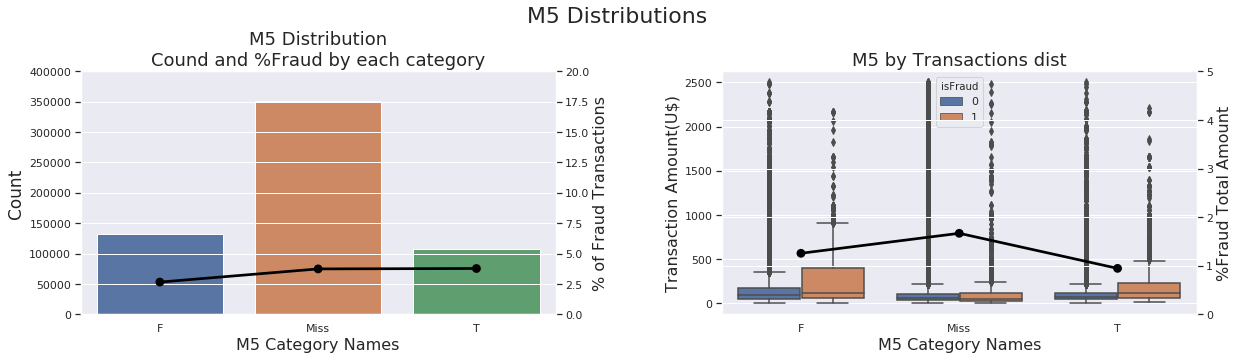 M5 Distributions
M5 Distribution
Cound and %Fraud by each category
400000
350000
300000
250000
200000
150000
100000
50000
0
Count
F
Miss
T
M5 Category Names
20.0
17.5
15.0
12.5
10.0
7.5
5.0
2.5
0.0
% of Fraud Transactions
M5 by Transactions dist
2500
2000
1500
1000
500
0
Transaction Amount(U$)
isFraud
0
1
F
Miss
T
M5 Category Names
5
4
3
2
1
0
%Fraud Total Amount